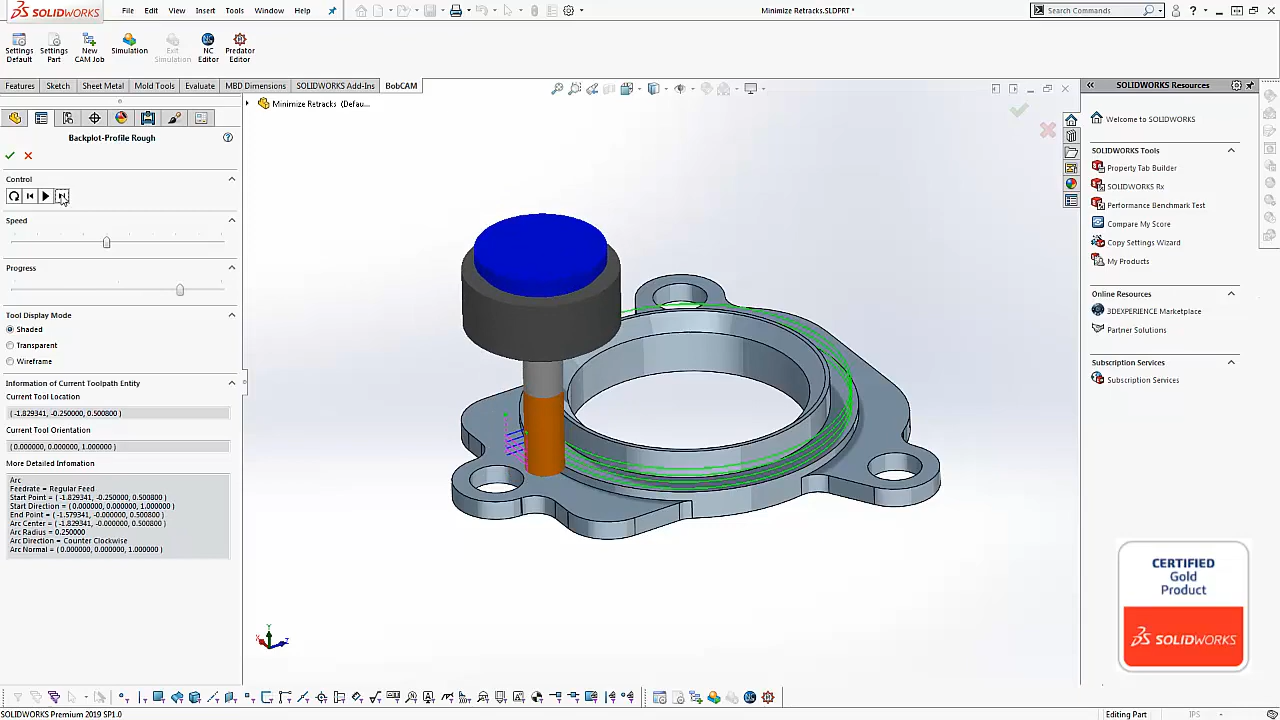 SOLIDWORKS
File Edit View Insert Tools Window Help
Minimize Retracks.SLDPRT *
Search Commands
Settings Default
Settings Part
New CAM Job
Simulation
Exit Simulation
NC Editor
Predator Editor
Features Sketch Sheet Metal Mold Tools Evaluate MBD Dimensions SOLIDWORKS Add-Ins BobCAM
Minimize Retracks (Defau...
Backplot-Profile Rough
Control
Speed
Progress
Tool Display Mode
Shaded
Transparent
Wireframe
Information of Current Toolpath Entity
Current Tool Location
( -1.829341, -0.250000, 0.500800 )
Current Tool Orientation
(0.000000, 0.000000, 1.000000 )
More Detailed Infomation
Arc
Feedrate = Regular Feed
Start Point = ( -1.829341, -0.250000, 0.500800 )
Start Direction = (0.000000, 0.000000, 1.000000 )
End Point = ( -1.579341, -0.000000, 0.500800 )
Arc Center = ( -1.829341, -0.000000, 0.500800 )
Arc Radius = 0.250000
Arc Direction = Counter Clockwise
Arc Normal = ( 0.000000, 0.000000, 1.000000 )
SOLIDWORKS Resources
Welcome to SOLIDWORKS
SOLIDWORKS Tools
Property Tab Builder
SOLIDWORKS Rx
Performance Benchmark Test
Compare My Score
Copy Settings Wizard
My Products
Online Resources
3DEXPERIENCE Marketplace
Partner Solutions
Subscription Services
Subscription Services
CERTIFIED
Gold
Product
SOLIDWORKS
SOLIDWORKS Premium 2019 SP1.0
Editing Part
IPS